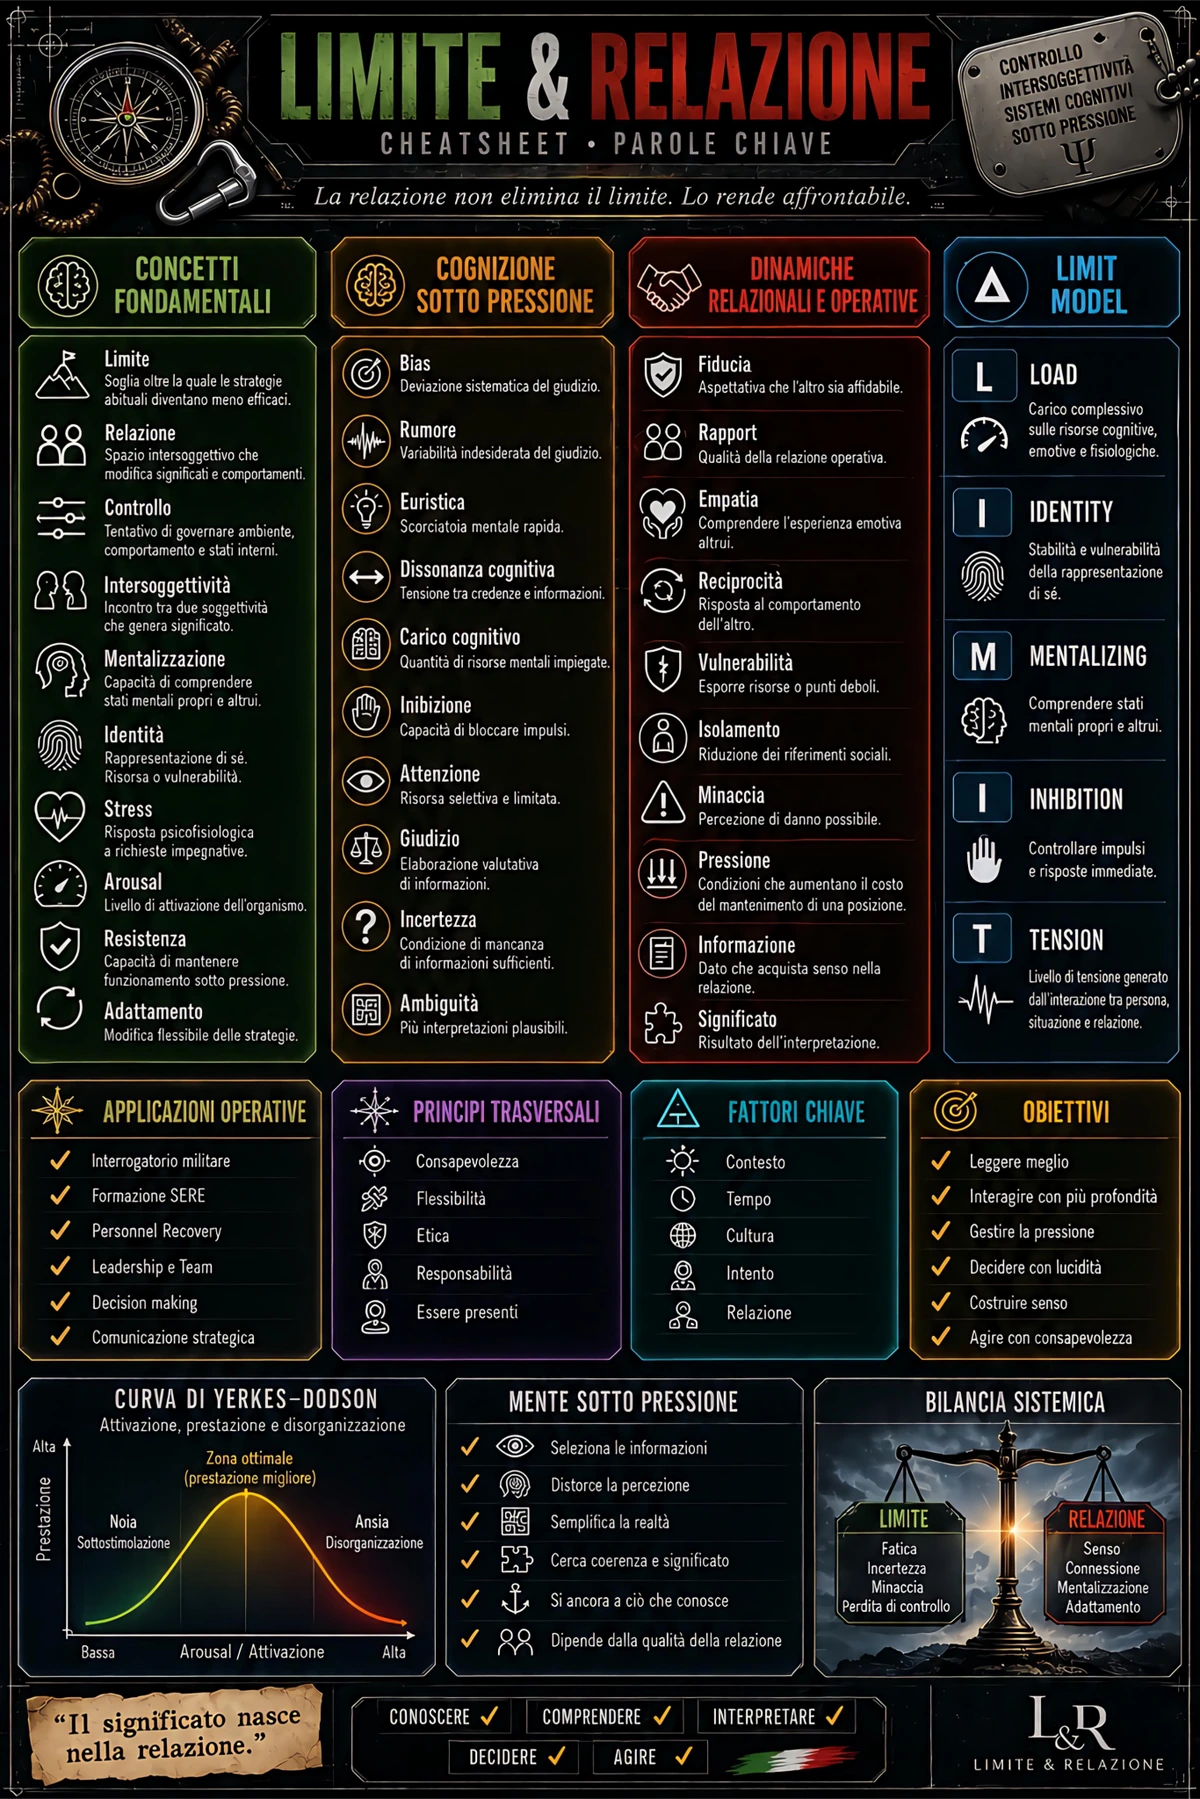 LIMITE & RELAZIONE
CHEATSHEET • PAROLE CHIAVE
La relazione non elimina il limite. Lo rende affrontabile.
CONTROLLO
INTERSOGGETTIVITÀ
SISTEMI COGNITIVI
SOTTO PRESSIONE
Ψ
CONCETTI
FONDAMENTALI
Limite
Soglia oltre la quale le strategie
abituali diventano meno efficaci.
Relazione
Spazio intersoggettivo che
modifica significati e comportamenti.
Controllo
Tentativo di governare ambiente,
comportamento e stati interni.
Intersoggettività
Incontro tra due soggettività
che genera significato.
Mentalizzazione
Capacità di comprendere
stati mentali propri e altrui.
Identità
Rappresentazione di sé.
Risorsa o vulnerabilità.
Stress
Risposta psicofisiologica
a richieste impegnative.
Arousal
Livello di attivazione dell'organismo.
Resistenza
Capacità di mantenere
funzionamento sotto pressione.
Adattamento
Modifica flessibile delle strategie.
COGNIZIONE
SOTTO PRESSIONE
Bias
Deviazione sistematica del giudizio.
Rumore
Variabilità indesiderata del giudizio.
Euristica
Scorciatoia mentale rapida.
Dissonanza cognitiva
Tensione tra credenze e informazioni.
Carico cognitivo
Quantità di risorse mentali impiegate.
Inibizione
Capacità di bloccare impulsi.
Attenzione
Risorsa selettiva e limitata.
Giudizio
Elaborazione valutativa
di informazioni.
Incertezza
Condizione di mancanza
di informazioni sufficienti.
Ambiguità
Più interpretazioni plausibili.
DINAMICHE
RELAZIONALI E OPERATIVE
Fiducia
Aspettativa che l'altro sia affidabile.
Rapport
Qualità della relazione operativa.
Empatia
Comprendere l'esperienza emotiva
altrui.
Reciprocità
Risposta al comportamento
dell'altro.
Vulnerabilità
Esporre risorse o punti deboli.
Isolamento
Riduzione dei riferimenti sociali.
Minaccia
Percezione di danno possibile.
Pressione
Condizioni che aumentano il costo
del mantenimento di una posizione.
Informazione
Dato che acquista senso nella
relazione.
Significato
Risultato dell'interpretazione.
LIMIT
MODEL
L LOAD
Carico complessivo
sulle risorse cognitive,
emotive e fisiologiche.
I IDENTITY
Stabilità e vulnerabilità
della rappresentazione
di sé.
M MENTALIZING
Comprendere stati
mentali propri e altrui.
I INHIBITION
Controllare impulsi
e risposte immediate.
T TENSION
Livello di tensione generato
dall'interazione tra persona,
situazione e relazione.
APPLICAZIONI OPERATIVE
Interrogatorio militare
Formazione SERE
Personnel Recovery
Leadership e Team
Decision making
Comunicazione strategica
PRINCIPI TRASVERSALI
Consapevolezza
Flessibilità
Etica
Responsabilità
Essere presenti
FATTORI CHIAVE
Contesto
Tempo
Cultura
Intento
Relazione
OBIETTIVI
Leggere meglio
Interagire con più profondità
Gestire la pressione
Decidere con lucidità
Costruire senso
Agire con consapevolezza
CURVA DI YERKES–DODSON
Attivazione, prestazione e disorganizzazione
Alta
Prestazione
Zona ottimale
(prestazione migliore)
Noia
Sottostimolazione
Ansia
Disorganizzazione
Bassa
Arousal / Attivazione
Alta
MENTE SOTTO PRESSIONE
Seleziona le informazioni
Distorce la percezione
Semplifica la realtà
Cerca coerenza e significato
Si ancora a ciò che conosce
Dipende dalla qualità della relazione
BILANCIA SISTEMICA
LIMITE
Fatica
Incertezza
Minaccia
Perdita di controllo
RELAZIONE
Senso
Connessione
Mentalizzazione
Adattamento
"Il significato nasce
nella relazione."
CONOSCERE
COMPRENDERE
INTERPRETARE
DECIDERE
AGIRE
L&R
LIMITE & RELAZIONE